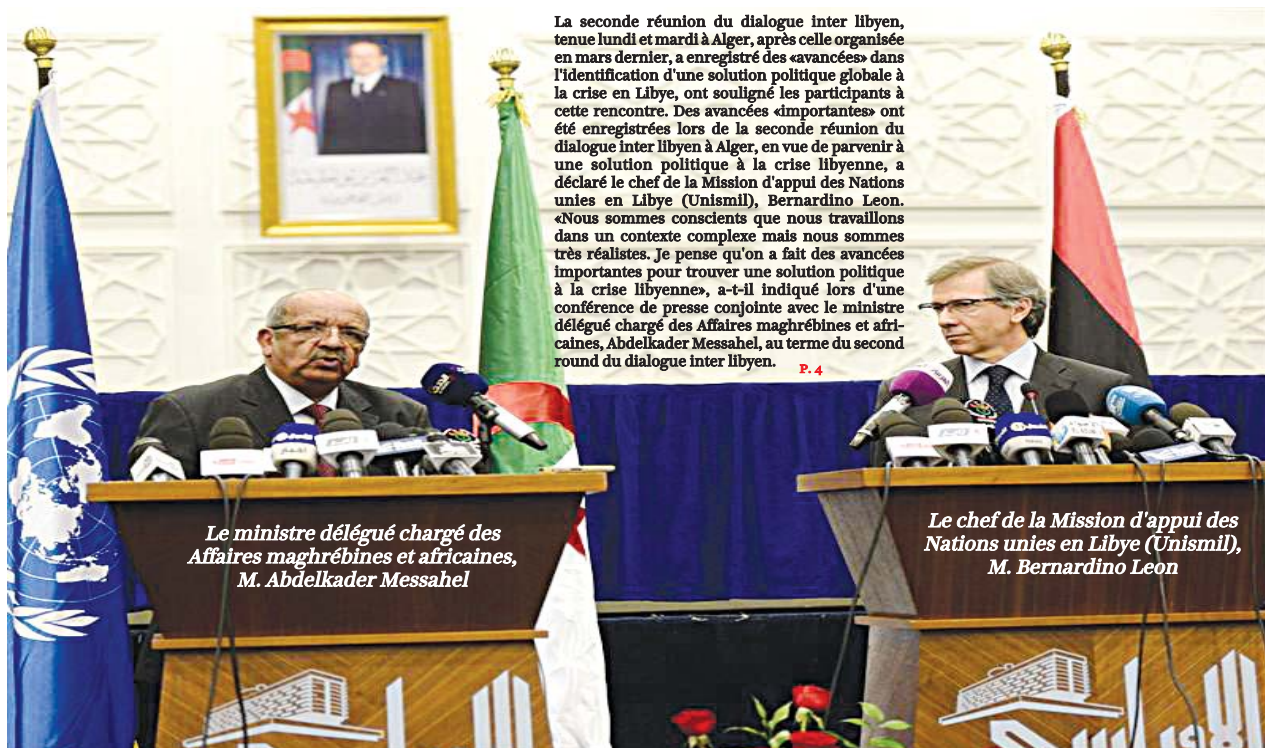 La seconde réunion du dialogue inter libyen,
tenue lundi et mardi à Alger, après celle organisée
en mars dernier, a enregistré des «avancées» dans
l'identification d'une solution politique globale à
la crise en Libye, ont souligné les participants à
cette rencontre. Des avancées «importantes» ont
été enregistrées lors de la seconde réunion du
dialogue inter libyen à Alger, en vue de parvenir à
une solution politique à la crise libyenne, a
déclaré le chef de la Mission d'appui des Nations
unies en Libye (Unismil), Bernardino Leon.
«Nous sommes conscients que nous travaillons
dans un contexte complexe mais nous sommes
très réalistes. Je pense qu'on a fait des avancées
importantes pour trouver une solution politique
à la crise libyenne», a-t-il indiqué lors d'une
conférence de presse conjointe avec le ministre
délégué chargé des Affaires maghrébines et afri-
caines, Abdelkader Messahel, au terme du second
round du dialogue inter libyen.
P. 4
Le ministre délégué chargé des
Affaires maghrébines et africaines,
M. Abdelkader Messahel
Le chef de la Mission d'appui des
Nations unies en Libye (Unismil),
M. Bernardino Leon